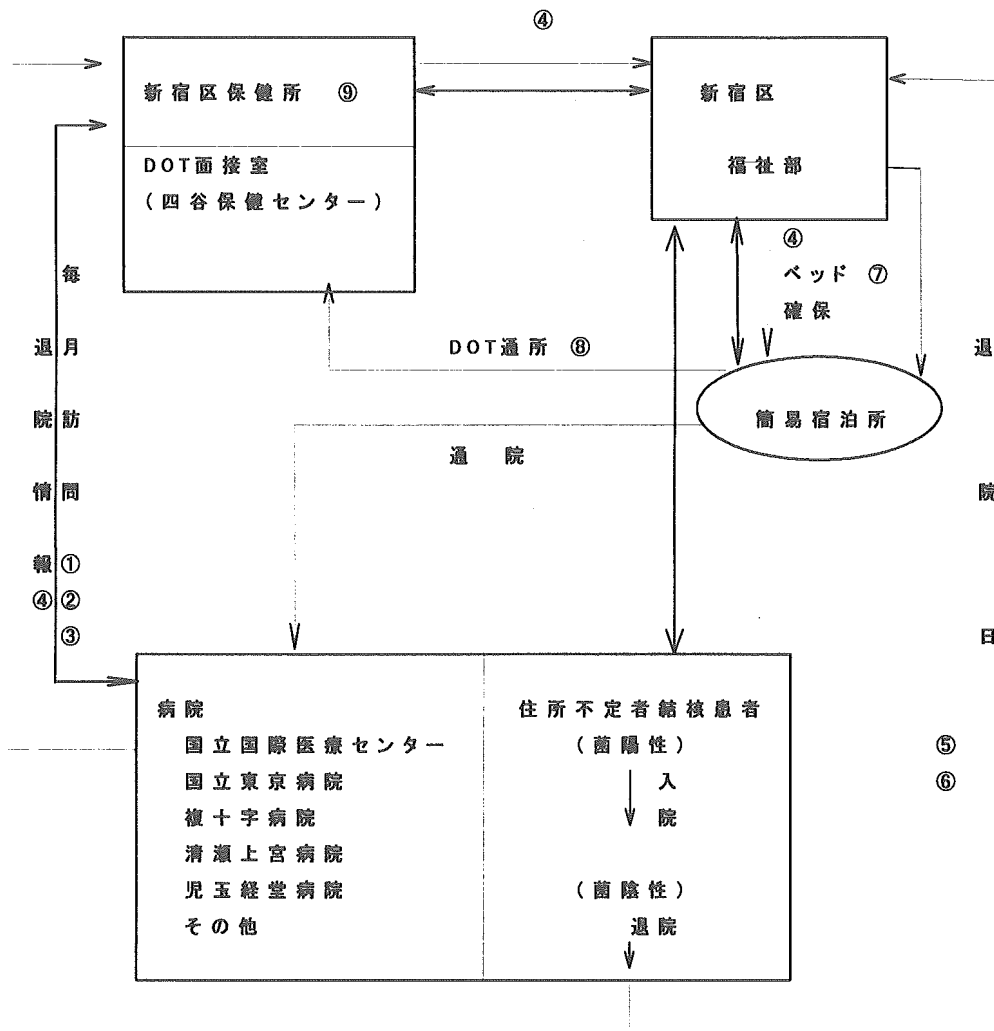 ④
新宿区保健所 ⑨
DOT面接室
(四谷保健センター)
新宿区
福祉部
④
ベッド ⑦
確保
DOT通所 ⑧
簡易宿泊所
通 院
毎月訪問①②③
退院情報④
退院日
病院
国立国際医療センター
国立東京病院
複十字病院
清瀬上宮病院
児玉経堂病院
その他
住所不定者結核患者
(菌陽性)
入院
(菌陰性)
退院
⑤
⑥